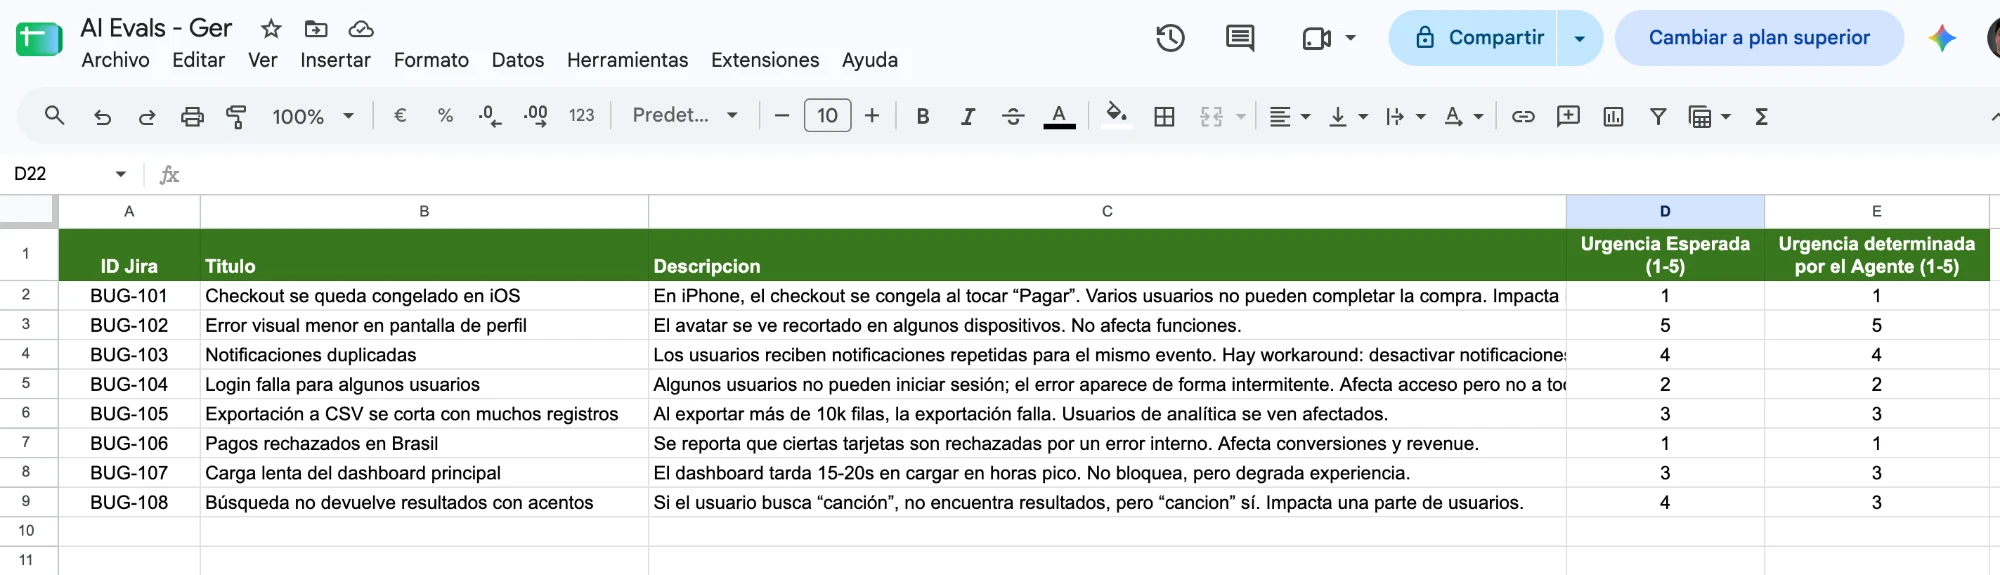 AI Evals - Ger
Archivo Editar Ver Insertar Formato Datos Herramientas Extensiones Ayuda
Compartir
Cambiar a plan superior
100% € % .0 .00 123 Predet... 10 B I S A A
D22 fx
A B C D E
1 ID Jira Titulo Descripcion Urgencia Esperada (1-5) Urgencia determinada por el Agente (1-5)
2 BUG-101 Checkout se queda congelado en iOS En iPhone, el checkout se congela al tocar “Pagar”. Varios usuarios no pueden completar la compra. Impacta 1 1
3 BUG-102 Error visual menor en pantalla de perfil El avatar se ve recortado en algunos dispositivos. No afecta funciones. 5 5
4 BUG-103 Notificaciones duplicadas Los usuarios reciben notificaciones repetidas para el mismo evento. Hay workaround: desactivar notificacione 4 4
5 BUG-104 Login falla para algunos usuarios Algunos usuarios no pueden iniciar sesión; el error aparece de forma intermitente. Afecta acceso pero no a to 2 2
6 BUG-105 Exportación a CSV se corta con muchos registros Al exportar más de 10k filas, la exportación falla. Usuarios de analítica se ven afectados. 3 3
7 BUG-106 Pagos rechazados en Brasil Se reporta que ciertas tarjetas son rechazadas por un error interno. Afecta conversiones y revenue. 1 1
8 BUG-107 Carga lenta del dashboard principal El dashboard tarda 15-20s en cargar en horas pico. No bloquea, pero degrada experiencia. 3 3
9 BUG-108 Búsqueda no devuelve resultados con acentos Si el usuario busca “canción”, no encuentra resultados, pero “cancion” sí. Impacta una parte de usuarios. 4 3
10
11